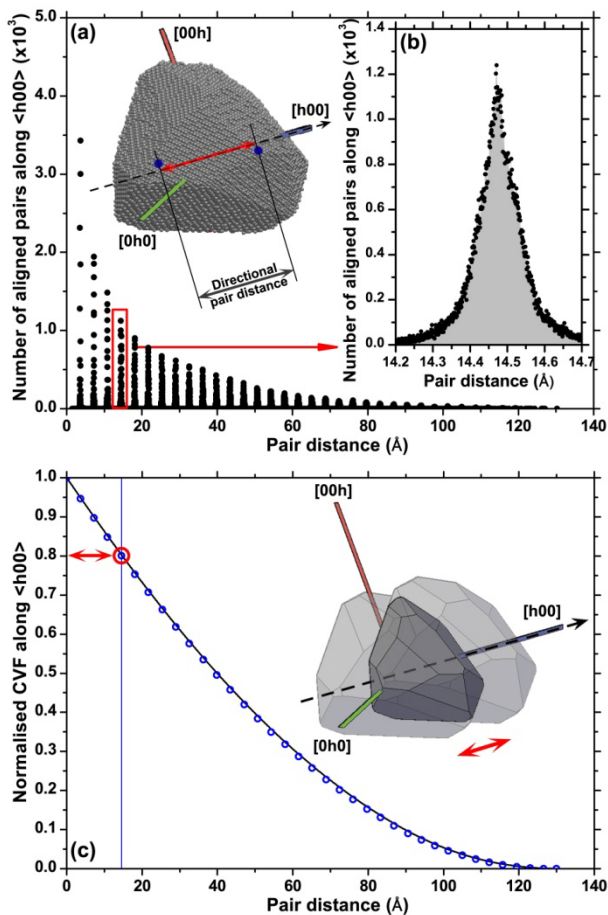 (a)
[00h]
[h00]
[0h0]
Directional
pair distance
Number of aligned pairs along <h00> (x10³)
5.0
4.0
3.0
2.0
1.0
0.0
0 20 40 60 80 100 120 140
Pair distance (Å)
(b)
Number of aligned pairs along <h00> (x10³)
1.4
1.2
1.0
0.8
0.6
0.4
0.2
0.0
14.2 14.3 14.4 14.5 14.6 14.7
Pair distance (Å)
Normalised CVF along <h00>
1.0
0.9
0.8
0.7
0.6
0.5
0.4
0.3
0.2
0.1
0.0
[00h]
[h00]
[0h0]
(c)
0 20 40 60 80 100 120 140
Pair distance (Å)